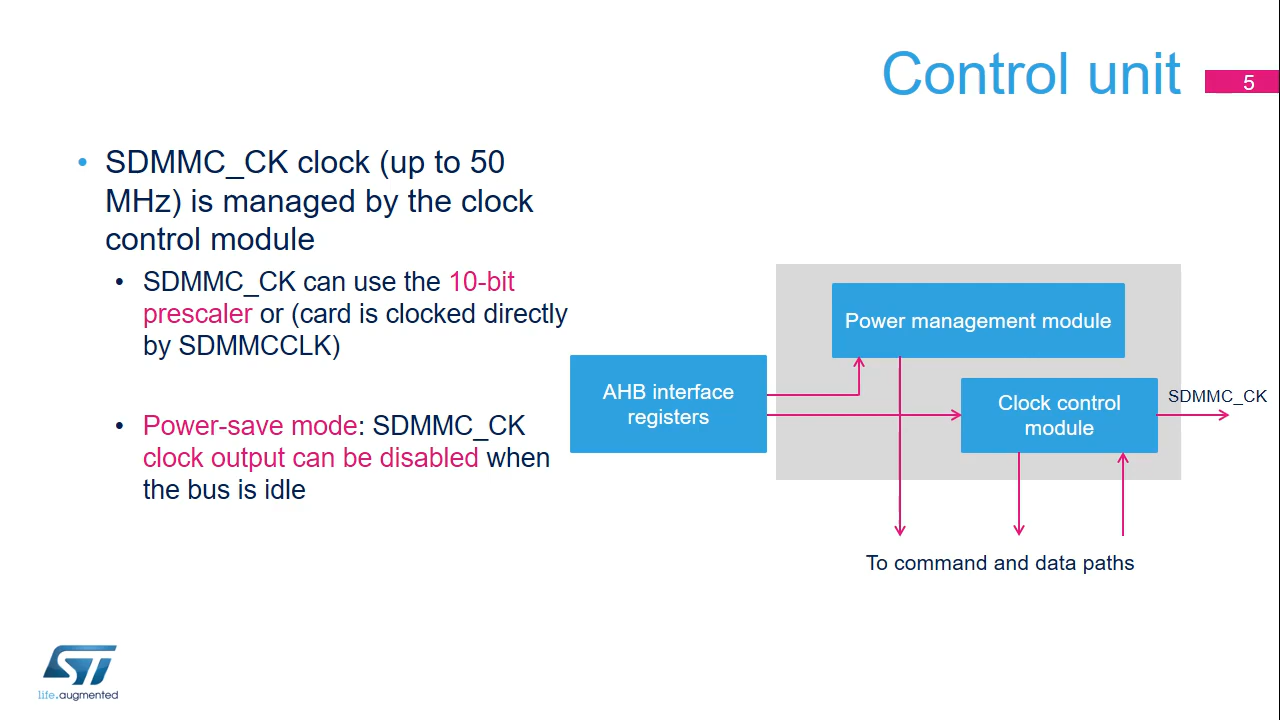 Control unit
5
• SDMMC_CK clock (up to 50
MHz) is managed by the clock
control module
• SDMMC_CK can use the 10-bit
prescaler or (card is clocked directly
by SDMMCCLK)
• Power-save mode: SDMMC_CK
clock output can be disabled when
the bus is idle
Power management module
AHB interface
registers
Clock control
module
SDMMC_CK
To command and data paths
ST
life.augmented